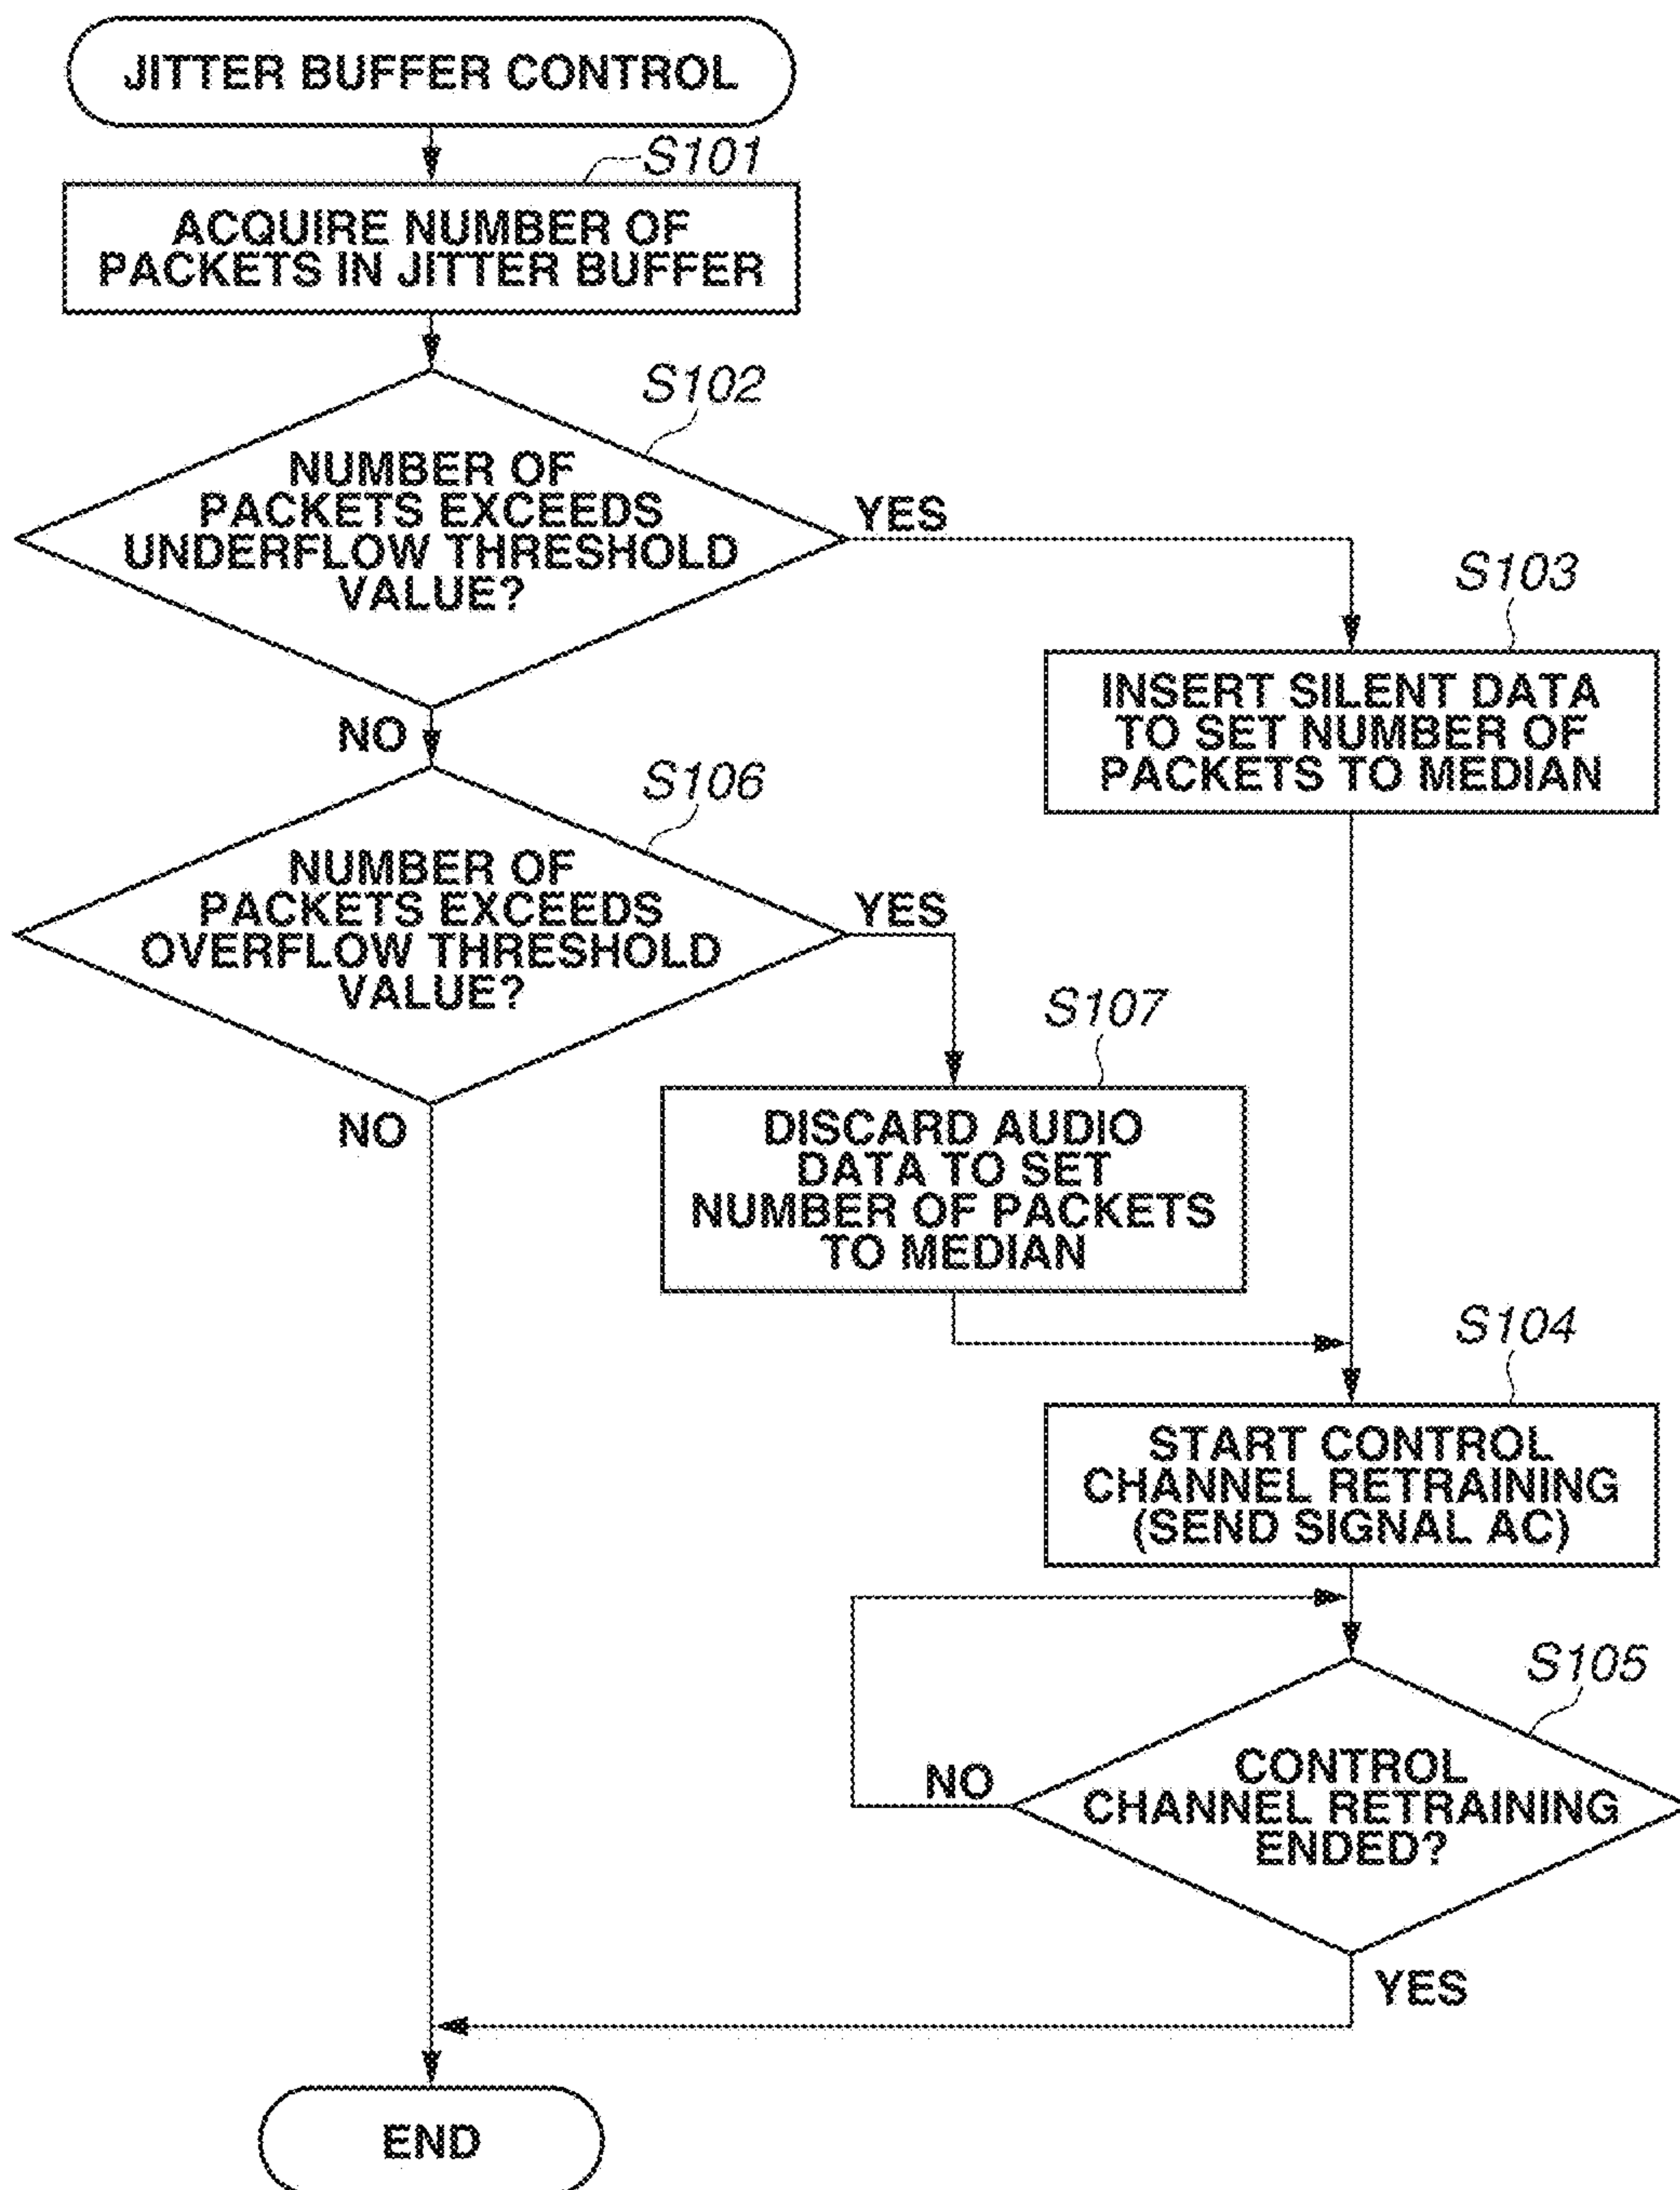 JITTER BUFFER CONTROL
S101
ACQUIRE NUMBER OF
PACKETS IN JITTER BUFFER
S102
NUMBER OF
PACKETS EXCEEDS
UNDERFLOW THRESHOLD
VALUE?
YES
NO
S103
INSERT SILENT DATA
TO SET NUMBER OF
PACKETS TO MEDIAN
S106
NUMBER OF
PACKETS EXCEEDS
OVERFLOW THRESHOLD
VALUE?
YES
NO
S107
DISCARD AUDIO
DATA TO SET
NUMBER OF PACKETS
TO MEDIAN
S104
START CONTROL
CHANNEL RETRAINING
(SEND SIGNAL AC)
S105
CONTROL
CHANNEL RETRAINING
ENDED?
NO
YES
END